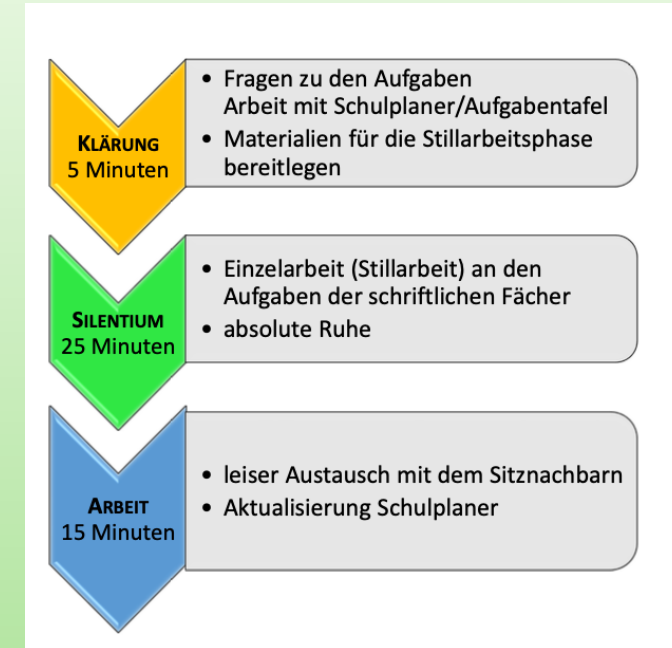 KLÄRUNG
5 Minuten
• Fragen zu den Aufgaben
Arbeit mit Schulplaner/Aufgabentafel
• Materialien für die Stillarbeitsphase
bereitlegen
SILENTIUM
25 Minuten
• Einzelarbeit (Stillarbeit) an den
Aufgaben der schriftlichen Fächer
• absolute Ruhe
ARBEIT
15 Minuten
• leiser Austausch mit dem Sitznachbarn
• Aktualisierung Schulplaner